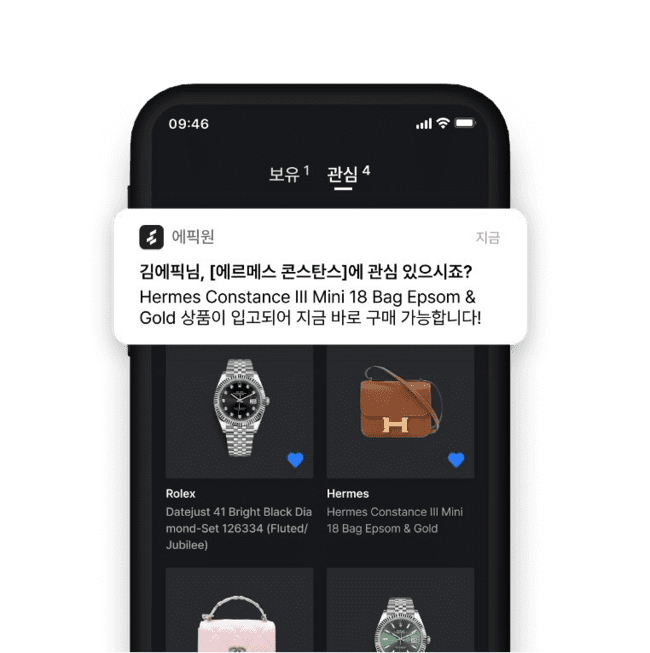 09:46
보유 1 관심 4
에픽원 지금
김에픽님, [에르메스 콘스탄스]에 관심 있으시죠?
Hermes Constance III Mini 18 Bag Epsom &
Gold 상품이 입고되어 지금 바로 구매 가능합니다!
Rolex
Datejust 41 Bright Black Dia
mond-Set 126334 (Fluted/
Jubilee)
Hermes
Hermes Constance III Mini
18 Bag Epsom & Gold